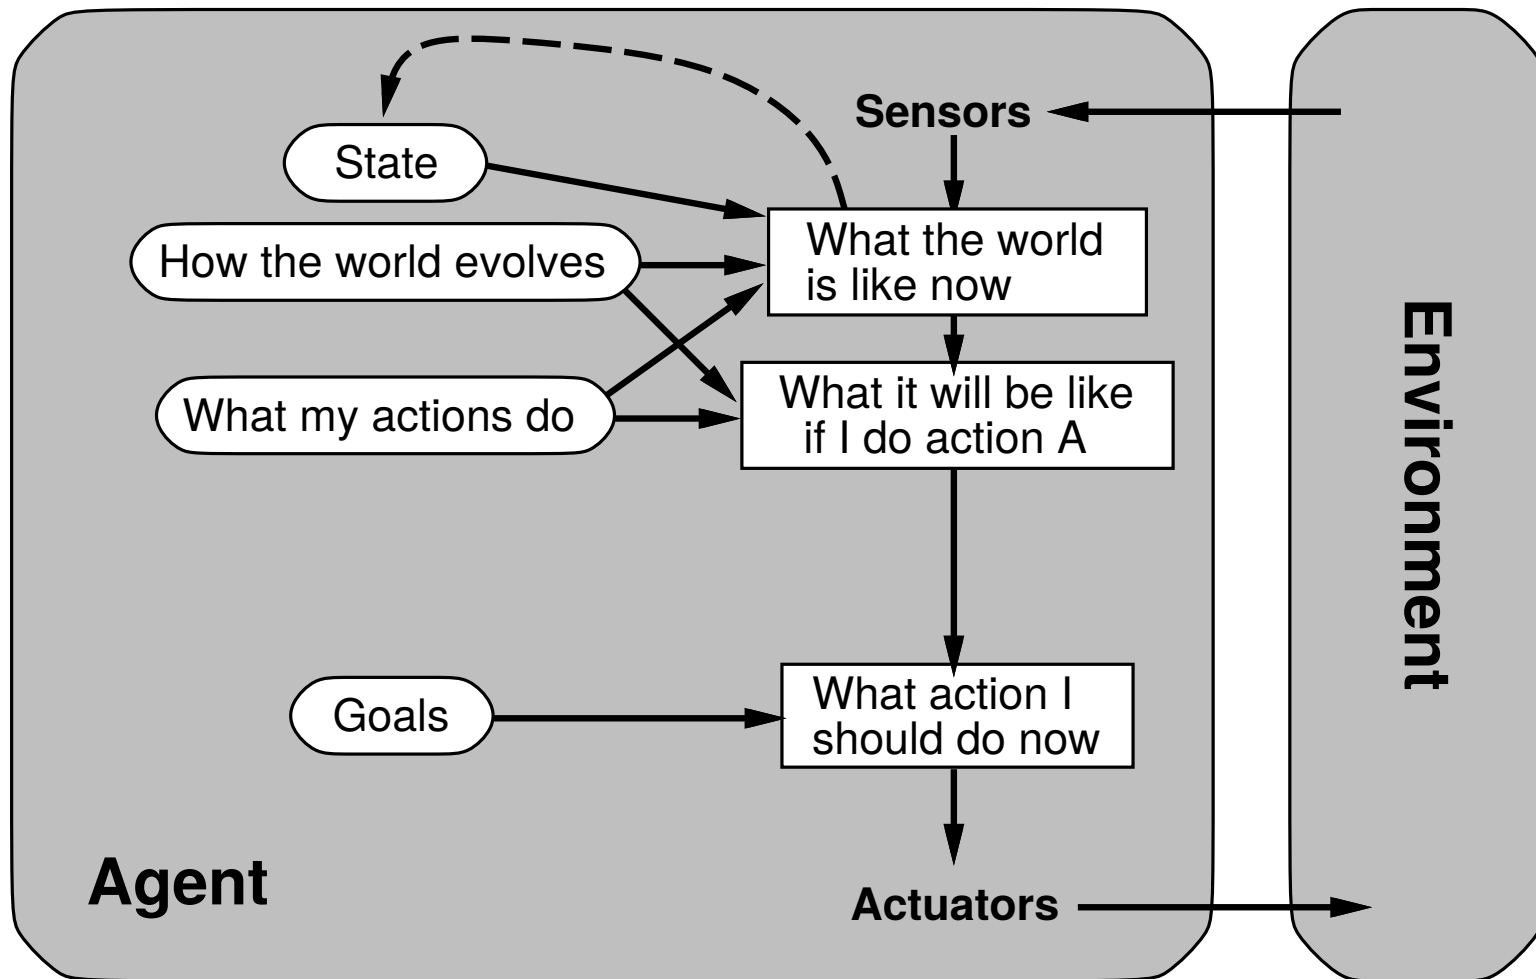 Sensors
State
What the world
is like now
How the world evolves
What it will be like
if I do action A
What my actions do
Environment
What action I
should do now
Goals
Agent
Actuators